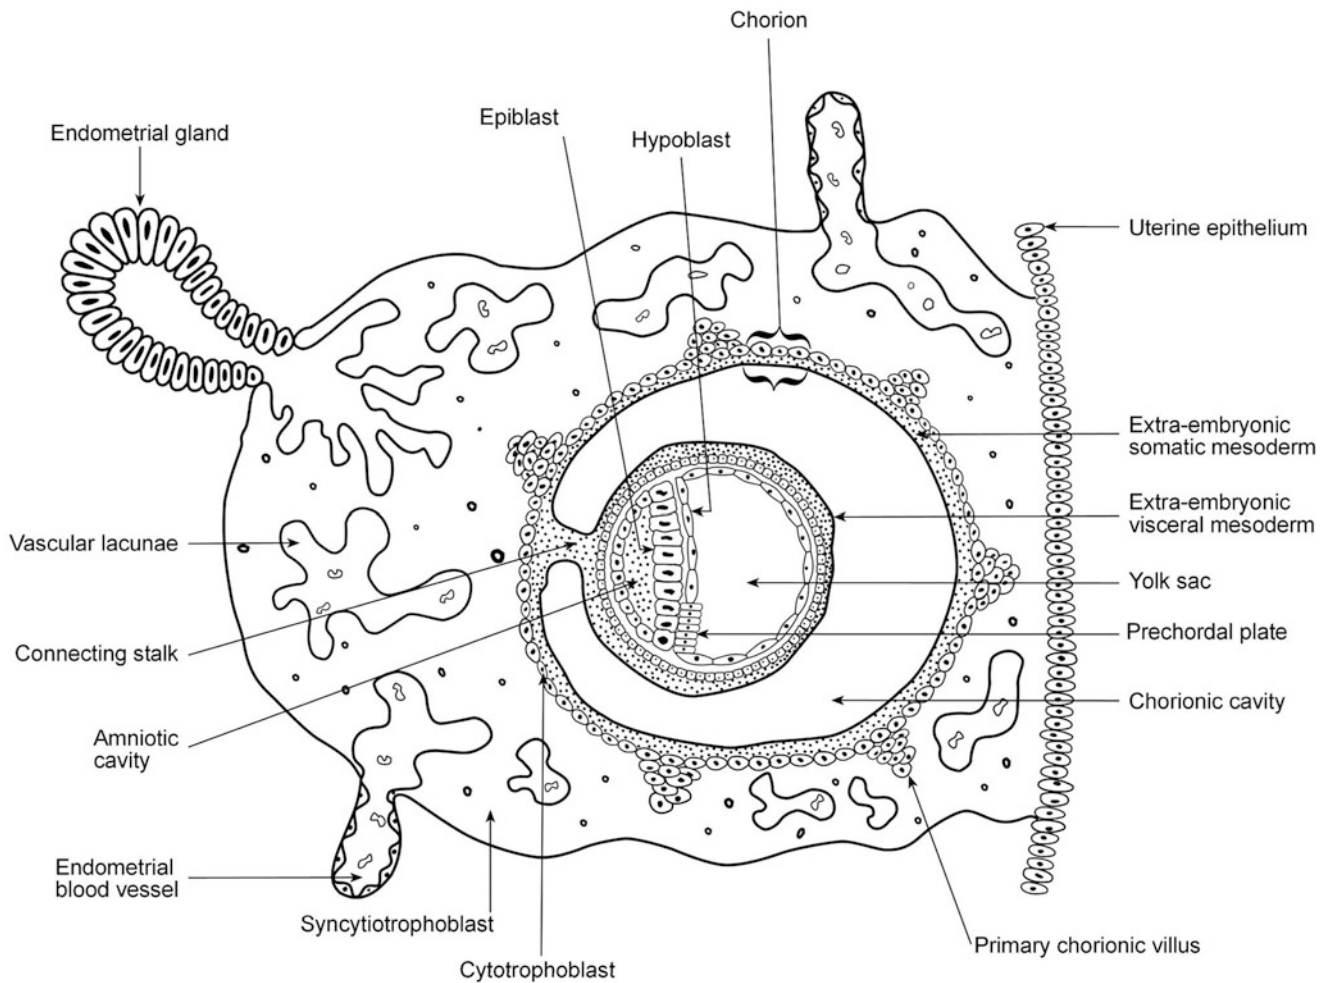 Chorion
Epiblast
Hypoblast
Endometrial gland
Uterine epithelium
Extra-embryonic
somatic mesoderm
Extra-embryonic
visceral mesoderm
Vascular lacunae
Yolk sac
Prechordal plate
Connecting stalk
Chorionic cavity
Amniotic
cavity
Endometrial
blood vessel
Syncytiotrophoblast
Primary chorionic villus
Cytotrophoblast